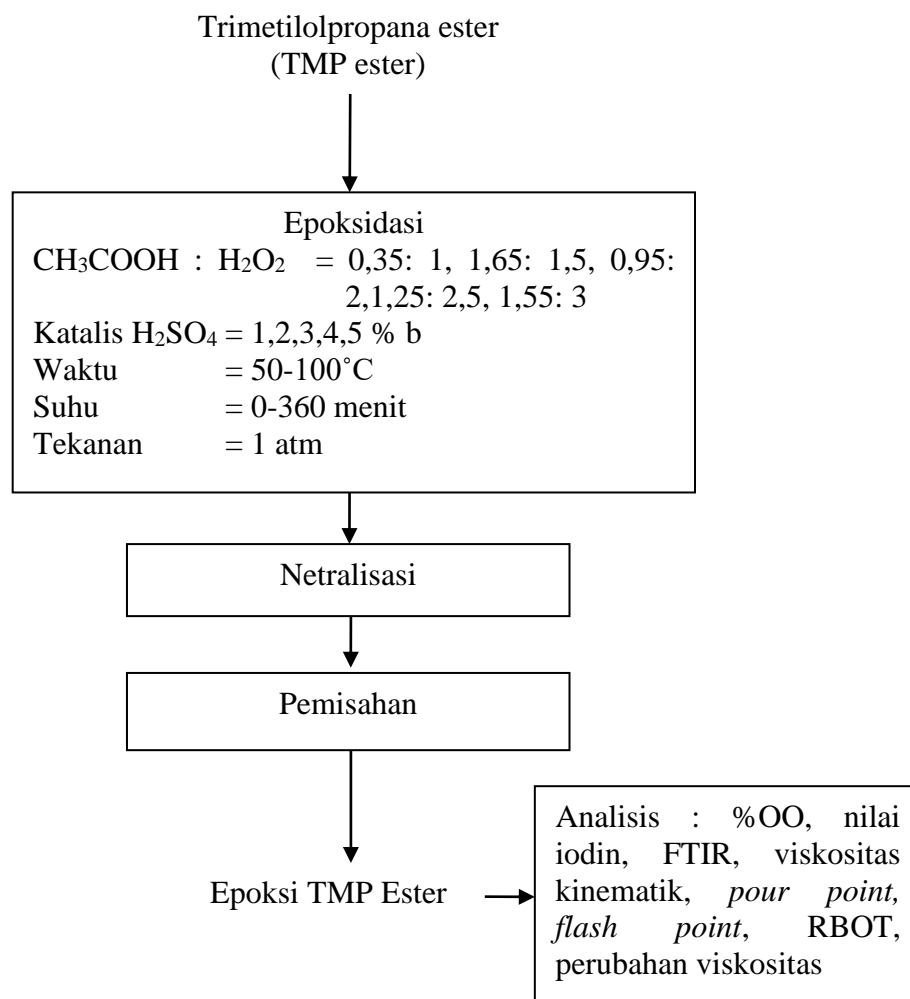 Trimetilolpropana ester
(TMP ester)
Epoksidasi
CH₃COOH : H₂O₂ = 0,35: 1, 1,65: 1,5, 0,95:
2,1,25: 2,5, 1,55: 3
Katalis H₂SO₄ = 1,2,3,4,5 % b
Waktu = 50-100˚C
Suhu = 0-360 menit
Tekanan = 1 atm
Netralisasi
Pemisahan
Epoksi TMP Ester
Analisis : %OO, nilai
iodin, FTIR, viskositas
kinematik, pour point,
flash point, RBOT,
perubahan viskositas